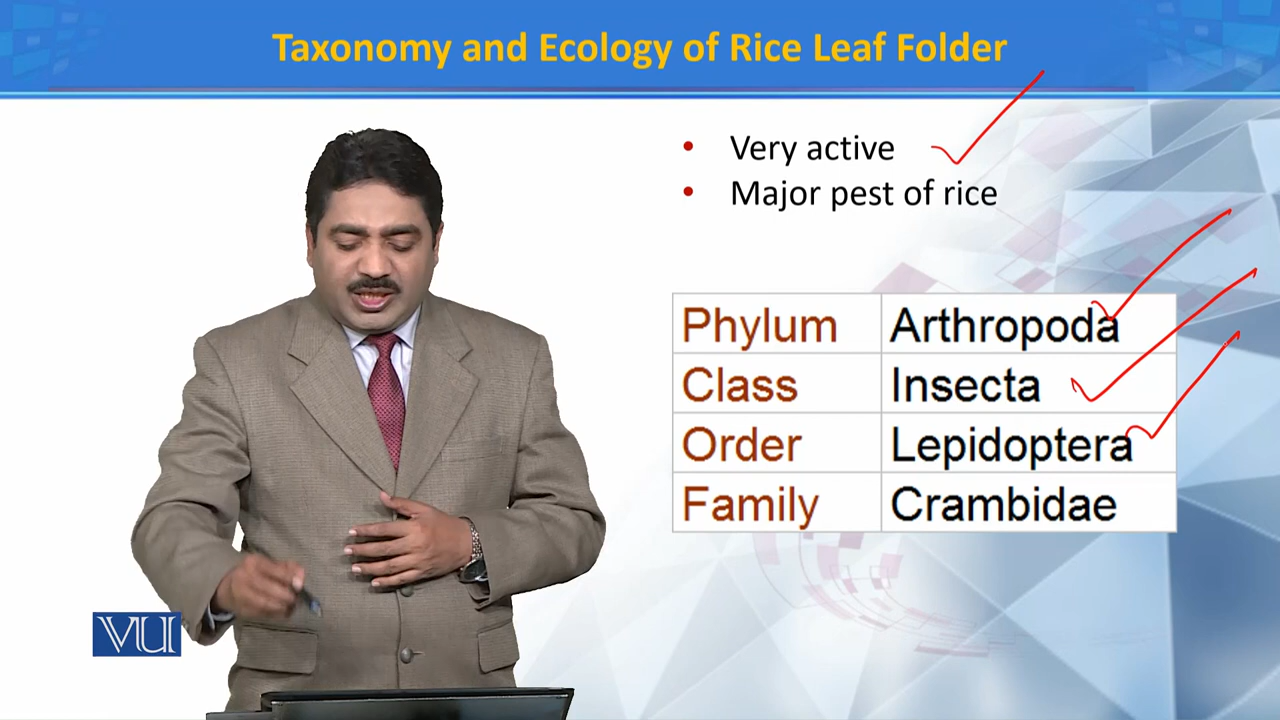 Taxonomy and Ecology of Rice Leaf Folder
• Very active
• Major pest of rice
Phylum Arthropoda
Class Insecta
Order Lepidoptera
Family Crambidae
VU